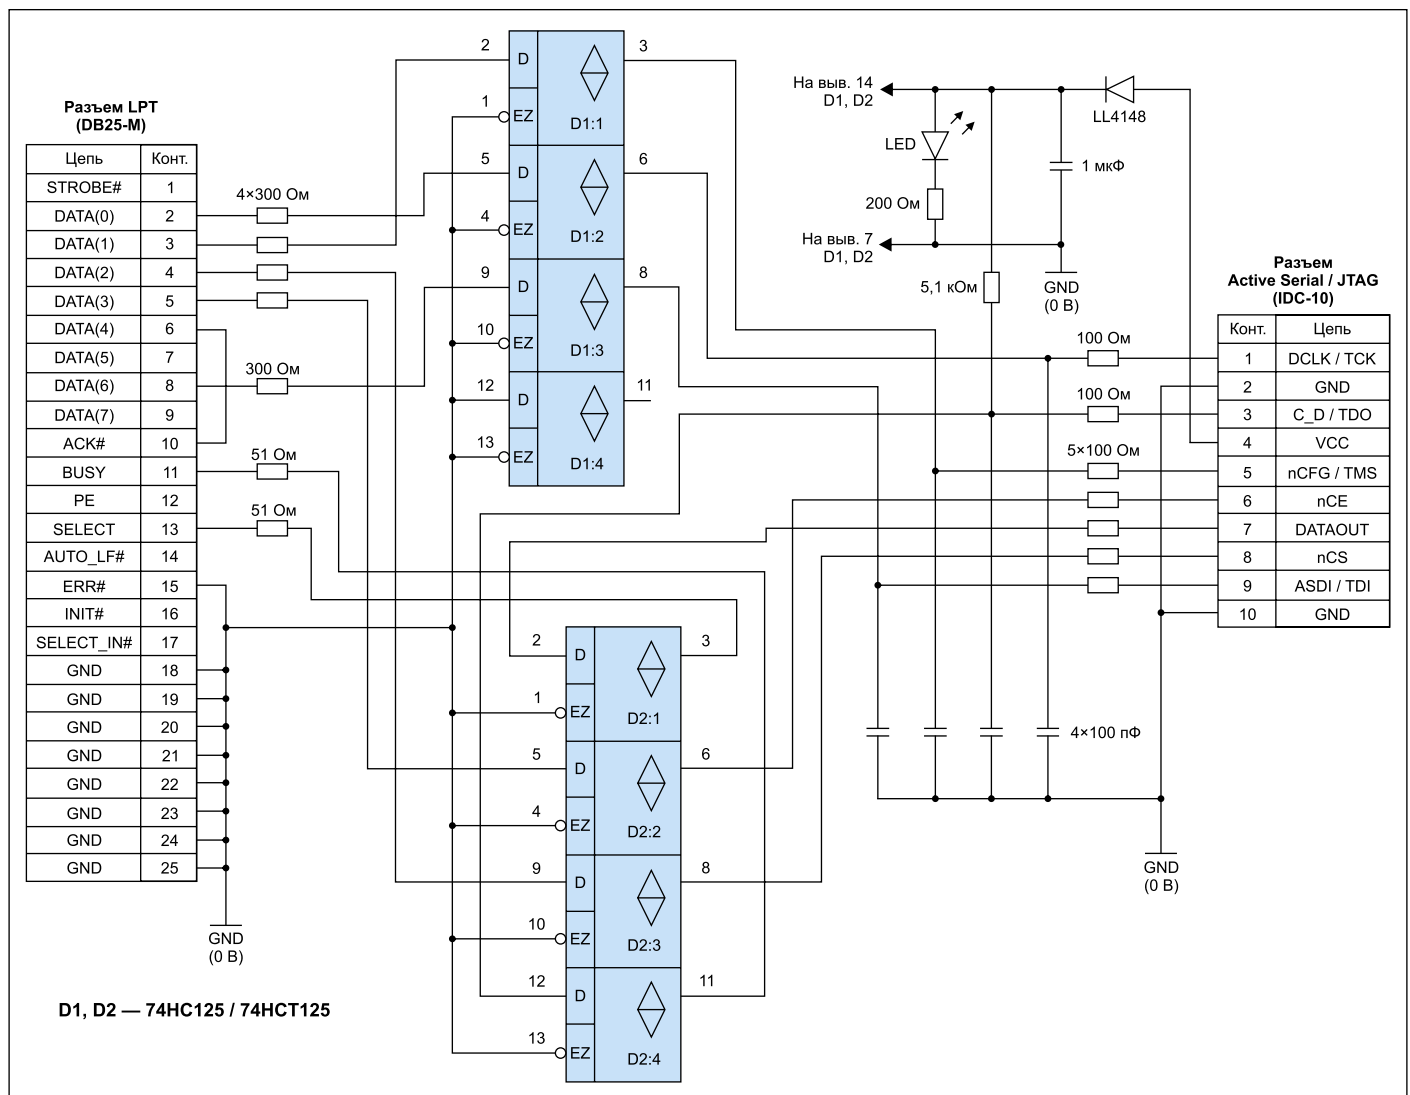 Разъем LPT
(DB25-M)
Цепь Конт.
STROBE# 1
DATA(0) 2
DATA(1) 3
DATA(2) 4
DATA(3) 5
DATA(4) 6
DATA(5) 7
DATA(6) 8
DATA(7) 9
ACK# 10
BUSY 11
PE 12
SELECT 13
AUTO_LF# 14
ERR# 15
INIT# 16
SELECT_IN# 17
GND 18
GND 19
GND 20
GND 21
GND 22
GND 23
GND 24
GND 25
GND
(0 В)
4×300 Ом
300 Ом
51 Ом
51 Ом
2 D 3
1 EZ D1:1
5 D 6
4 EZ D1:2
9 D 8
10 EZ D1:3
12 D 11
13 EZ D1:4
2 D 3
1 EZ D2:1
5 D 6
4 EZ D2:2
9 D 8
10 EZ D2:3
12 D 11
13 EZ D2:4
На выв. 14
D1, D2
LL4148
LED
1 мкФ
200 Ом
На выв. 7
D1, D2
5,1 кОм
GND
(0 В)
100 Ом
100 Ом
5×100 Ом
4×100 пФ
GND
(0 В)
Разъем
Active Serial / JTAG
(IDC-10)
Конт. Цепь
1 DCLK / TCK
2 GND
3 C_D / TDO
4 VCC
5 nCFG / TMS
6 nCE
7 DATAOUT
8 nCS
9 ASDI / TDI
10 GND
D1, D2 — 74HC125 / 74HCT125